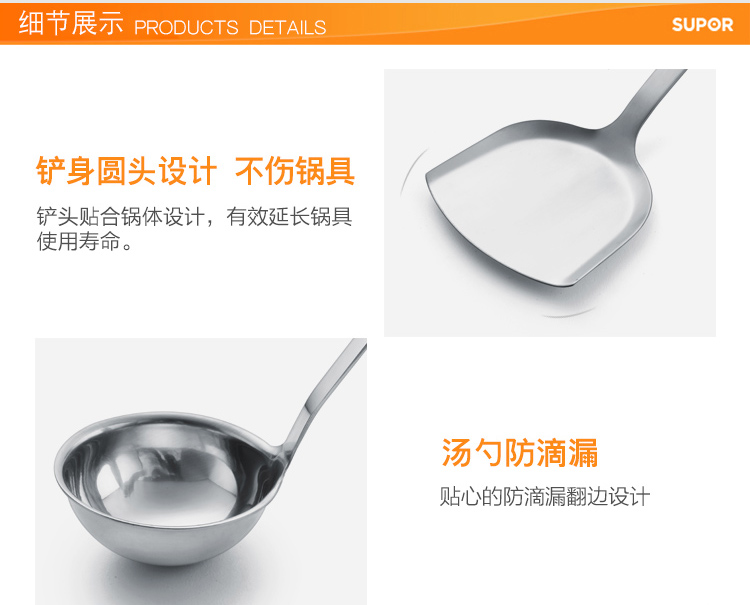 细节展示 PRODUCTS DETAILS
SUPOR
铲身圆头设计 不伤锅具
铲头贴合锅体设计，有效延长锅具
使用寿命。
汤勺防滴漏
贴心的防滴漏翻边设计